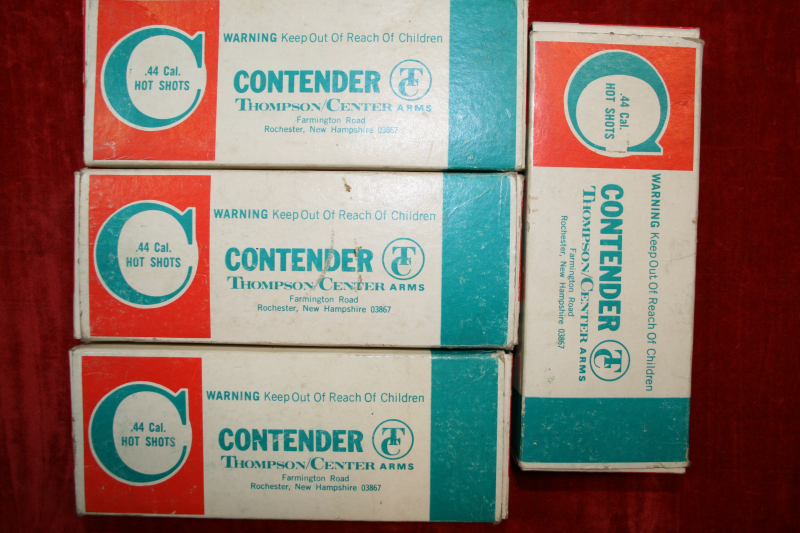 .44 Cal.
HOT SHOTS
WARNING Keep Out Of Reach Of Children
CONTENDER TC
THOMPSON/CENTER ARMS
Farmington Road
Rochester, New Hampshire 03867
.44 Cal.
HOT SHOTS
WARNING Keep Out Of Reach Of Children
CONTENDER TC
THOMPSON/CENTER ARMS
Farmington Road
Rochester, New Hampshire 03867
.44 Cal.
HOT SHOTS
WARNING Keep Out Of Reach Of Children
CONTENDER TC
THOMPSON/CENTER ARMS
Farmington Road
Rochester, New Hampshire 03867
.44 Cal.
HOT SHOTS
WARNING Keep Out Of Reach Of Children
CONTENDER TC
THOMPSON/CENTER ARMS
Farmington Road
Rochester, New Hampshire 03867